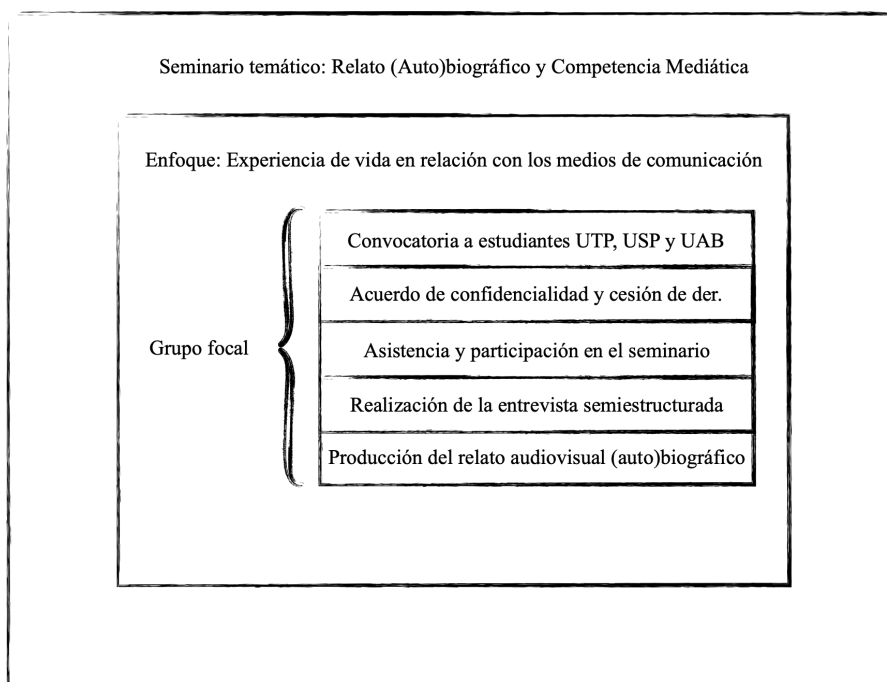 Seminario temático: Relato (Auto)biográfico y Competencia Mediática
Enfoque: Experiencia de vida en relación con los medios de comunicación
Grupo focal
Convocatoria a estudiantes UTP, USP y UAB
Acuerdo de confidencialidad y cesión de der.
Asistencia y participación en el seminario
Realización de la entrevista semiestructurada
Producción del relato audiovisual (auto)biográfico